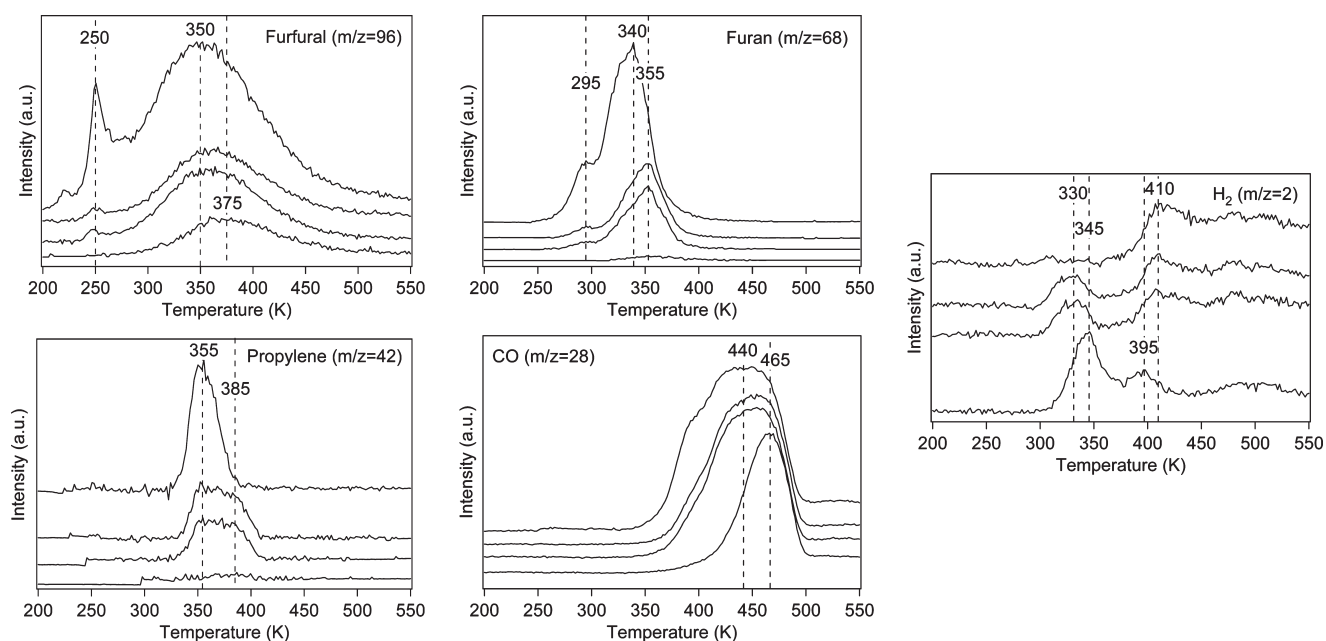 250
350
375
Furfural (m/z=96)
Intensity (a.u.)
200 250 300 350 400 450 500 550
Temperature (K)
295
340
355
Furan (m/z=68)
Intensity (a.u.)
200 250 300 350 400 450 500 550
Temperature (K)
355
385
Propylene (m/z=42)
Intensity (a.u.)
200 250 300 350 400 450 500 550
Temperature (K)
CO (m/z=28)
440
465
Intensity (a.u.)
200 250 300 350 400 450 500 550
Temperature (K)
330
345
395
410
H₂ (m/z=2)
Intensity (a.u.)
200 250 300 350 400 450 500 550
Temperature (K)